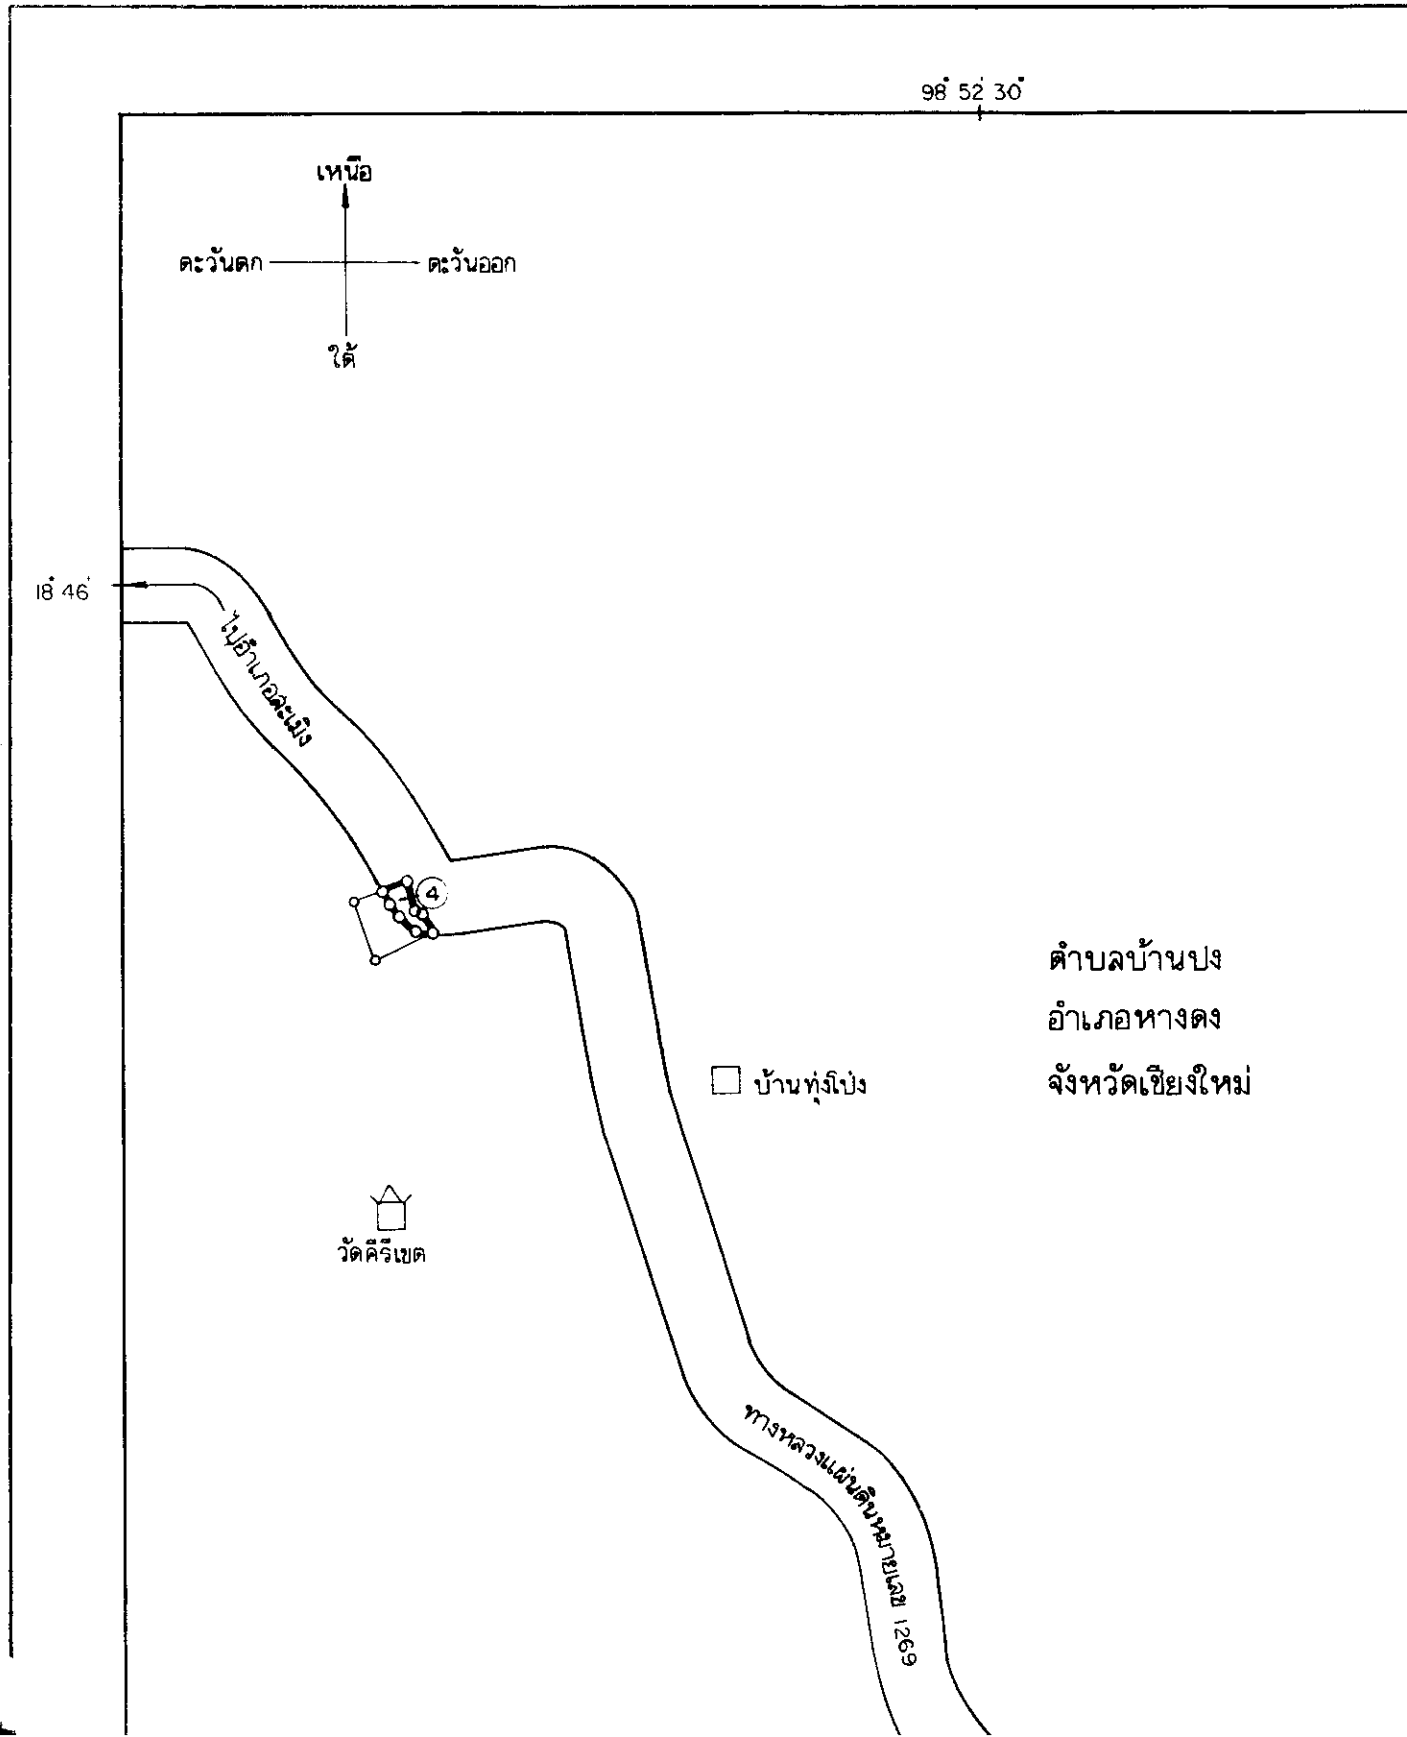 98° 52' 30"
เหนือ
ตะวันตก
ตะวันออก
ใต้
18° 46'
ไปอำเภอสะเมิง
4
ตำบลบ้านปง
อำเภอหางดง
จังหวัดเชียงใหม่
บ้านทุ่งโป่ง
วัดคีรีเขต
ทางหลวงแผ่นดินหมายเลข 1269